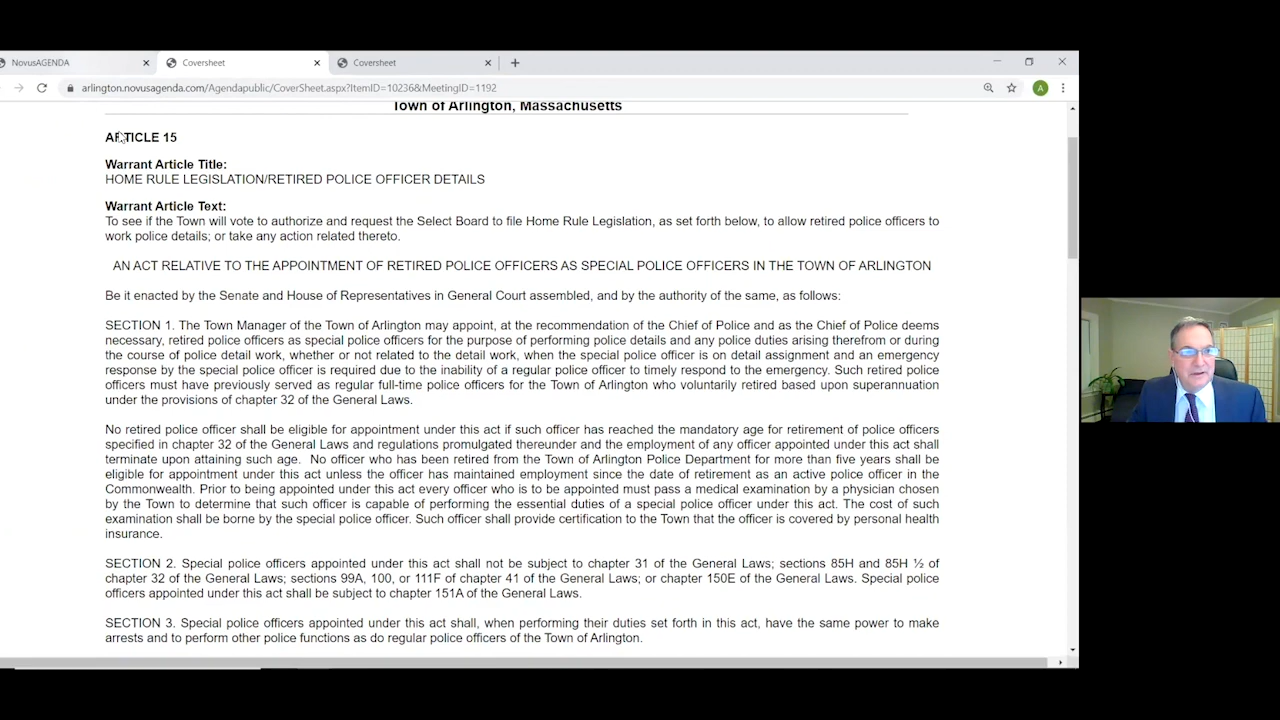 NovusAGENDA
Coversheet
Coversheet
arlington.novusagenda.com/Agendapublic/CoverSheet.aspx?ItemID=10236&MeetingID=1192
A
Town of Arlington, Massachusetts
ARTICLE 15
Warrant Article Title:
HOME RULE LEGISLATION/RETIRED POLICE OFFICER DETAILS
Warrant Article Text:
To see if the Town will vote to authorize and request the Select Board to file Home Rule Legislation, as set forth below, to allow retired police officers to
work police details; or take any action related thereto.
AN ACT RELATIVE TO THE APPOINTMENT OF RETIRED POLICE OFFICERS AS SPECIAL POLICE OFFICERS IN THE TOWN OF ARLINGTON
Be it enacted by the Senate and House of Representatives in General Court assembled, and by the authority of the same, as follows:
SECTION 1. The Town Manager of the Town of Arlington may appoint, at the recommendation of the Chief of Police and as the Chief of Police deems
necessary, retired police officers as special police officers for the purpose of performing police details and any police duties arising therefrom or during
the course of police detail work, whether or not related to the detail work, when the special police officer is on detail assignment and an emergency
response by the special police officer is required due to the inability of a regular police officer to timely respond to the emergency. Such retired police
officers must have previously served as regular full-time police officers for the Town of Arlington who voluntarily retired based upon superannuation
under the provisions of chapter 32 of the General Laws.
No retired police officer shall be eligible for appointment under this act if such officer has reached the mandatory age for retirement of police officers
specified in chapter 32 of the General Laws and regulations promulgated thereunder and the employment of any officer appointed under this act shall
terminate upon attaining such age. No officer who has been retired from the Town of Arlington Police Department for more than five years shall be
eligible for appointment under this act unless the officer has maintained employment since the date of retirement as an active police officer in the
Commonwealth. Prior to being appointed under this act every officer who is to be appointed must pass a medical examination by a physician chosen
by the Town to determine that such officer is capable of performing the essential duties of a special police officer under this act. The cost of such
examination shall be borne by the special police officer. Such officer shall provide certification to the Town that the officer is covered by personal health
insurance.
SECTION 2. Special police officers appointed under this act shall not be subject to chapter 31 of the General Laws; sections 85H and 85H ½ of
chapter 32 of the General Laws; sections 99A, 100, or 111F of chapter 41 of the General Laws; or chapter 150E of the General Laws. Special police
officers appointed under this act shall be subject to chapter 151A of the General Laws.
SECTION 3. Special police officers appointed under this act shall, when performing their duties set forth in this act, have the same power to make
arrests and to perform other police functions as do regular police officers of the Town of Arlington.